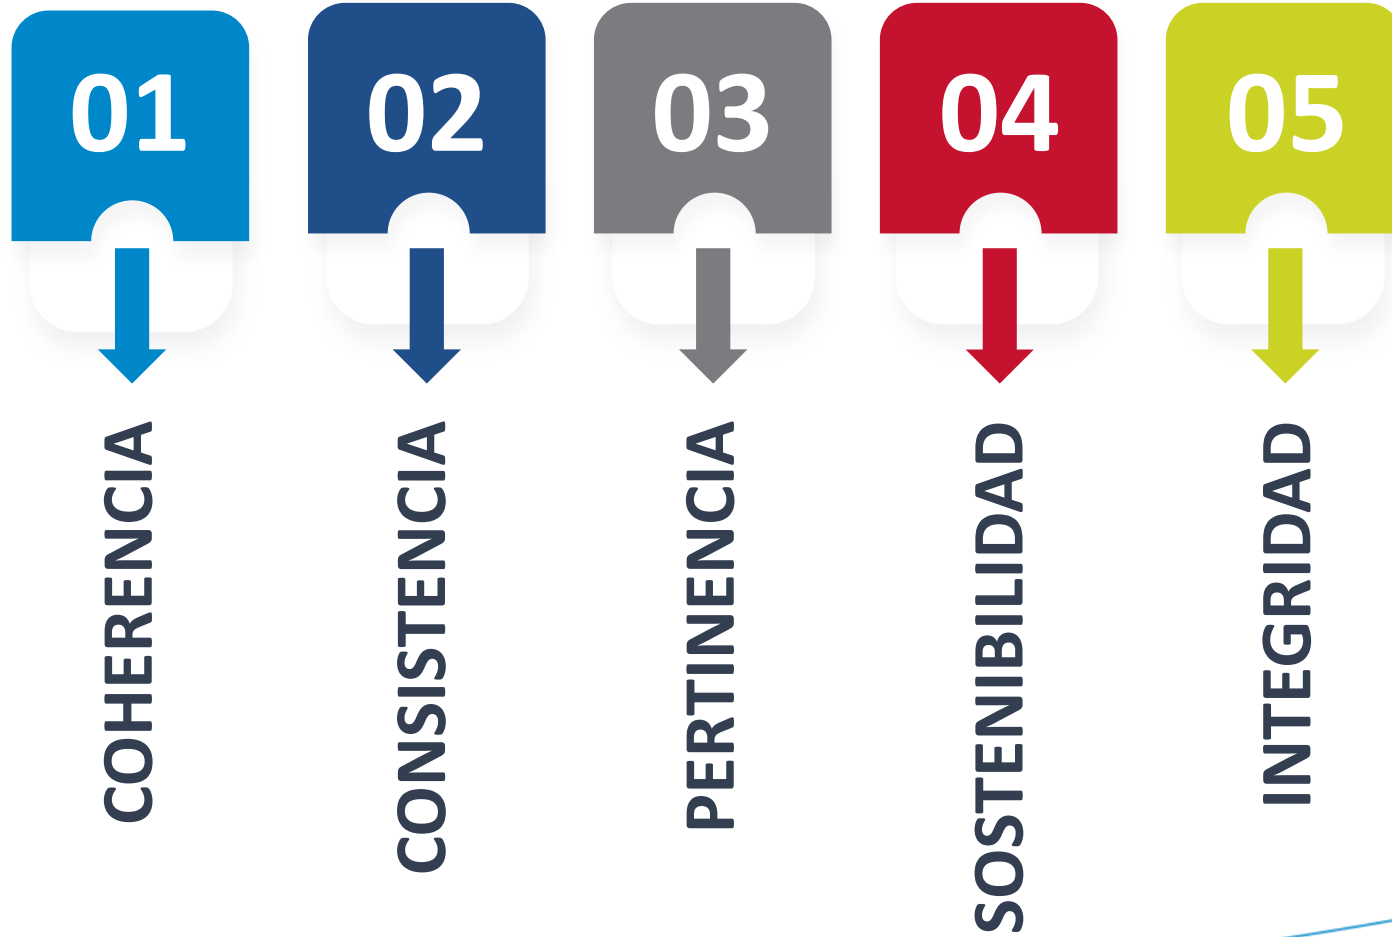 01
02
03
04
05
COHERENCIA
CONSISTENCIA
PERTINENCIA
SOSTENIBILIDAD
INTEGRIDAD